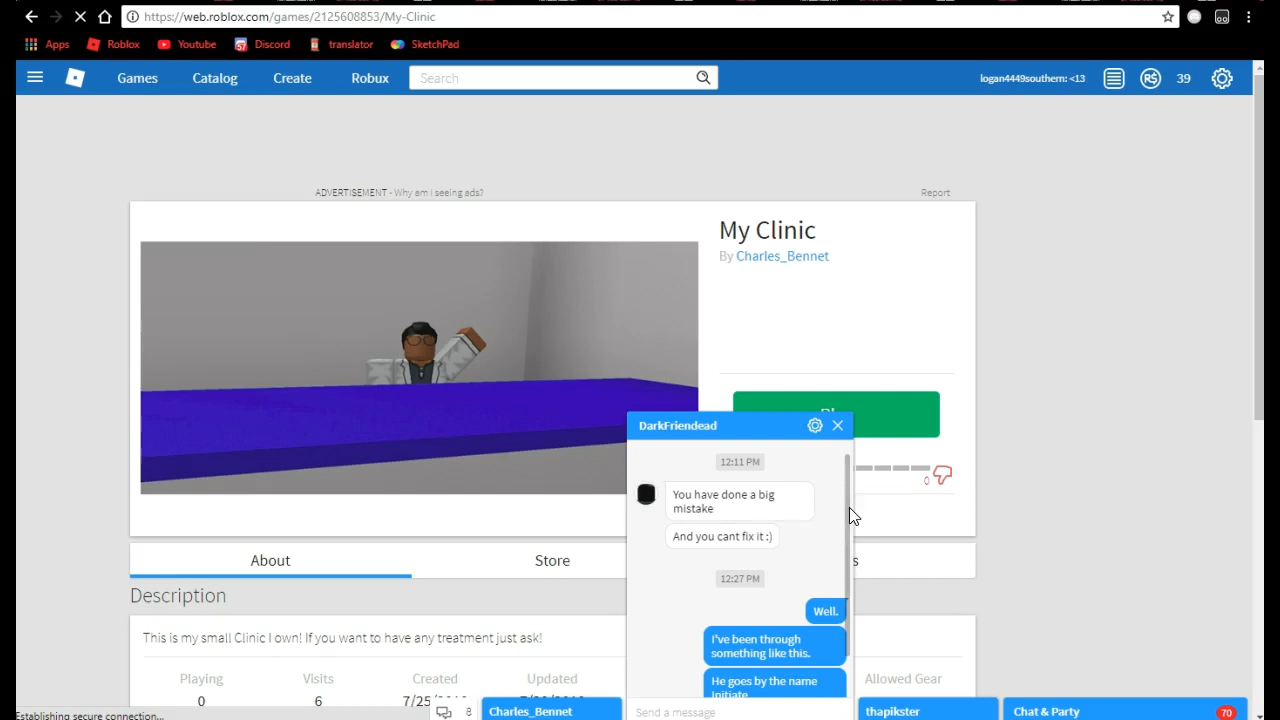 https://web.roblox.com/games/2125608853/My-Clinic
Apps Roblox Youtube Discord translator SketchPad
Games Catalog Create Robux Search logan4449southern: <13 R$ 39
ADVERTISEMENT - Why am I seeing ads? Report
My Clinic
By Charles_Bennet
DarkFriendead
12:11 PM
You have done a big
mistake
And you cant fix it :)
0
12:27 PM
Well.
I've been through
something like this.
He goes by the name
Initiate
About Store
Description
This is my small Clinic I own! If you want to have any treatment just ask!
Playing Visits Created Updated Allowed Gear
0 6
Establishing secure connection... 8 Charles_Bennet Send a message thapikster Chat & Party 70